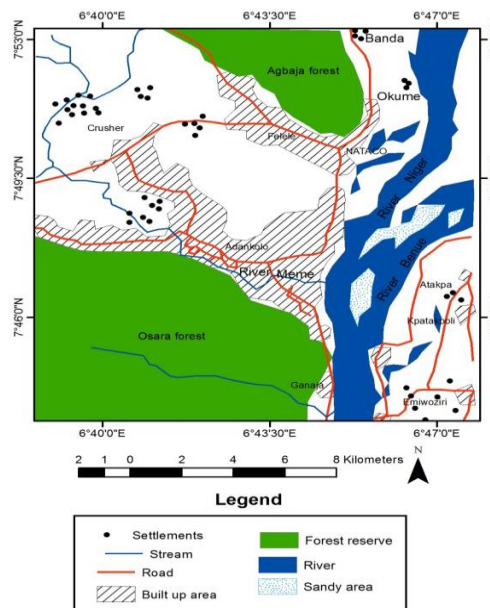 6°40'0"E 6°43'30"E 6°47'0"E
7°53'0"N
Banda
Agbaja forest
Okume
Crusher
Felele
NATACO
7°49'30"N
River Niger
Adankolo
River Meme
River Benue
Atakpa
Kpatakpoli
7°46'0"N
Osara forest
Ganaja
Emiwoziri
6°40'0"E 6°43'30"E 6°47'0"E
2 1 0 2 4 6 8 Kilometers
N
Legend
Settlements
Stream
Road
Built up area
Forest reserve
River
Sandy area